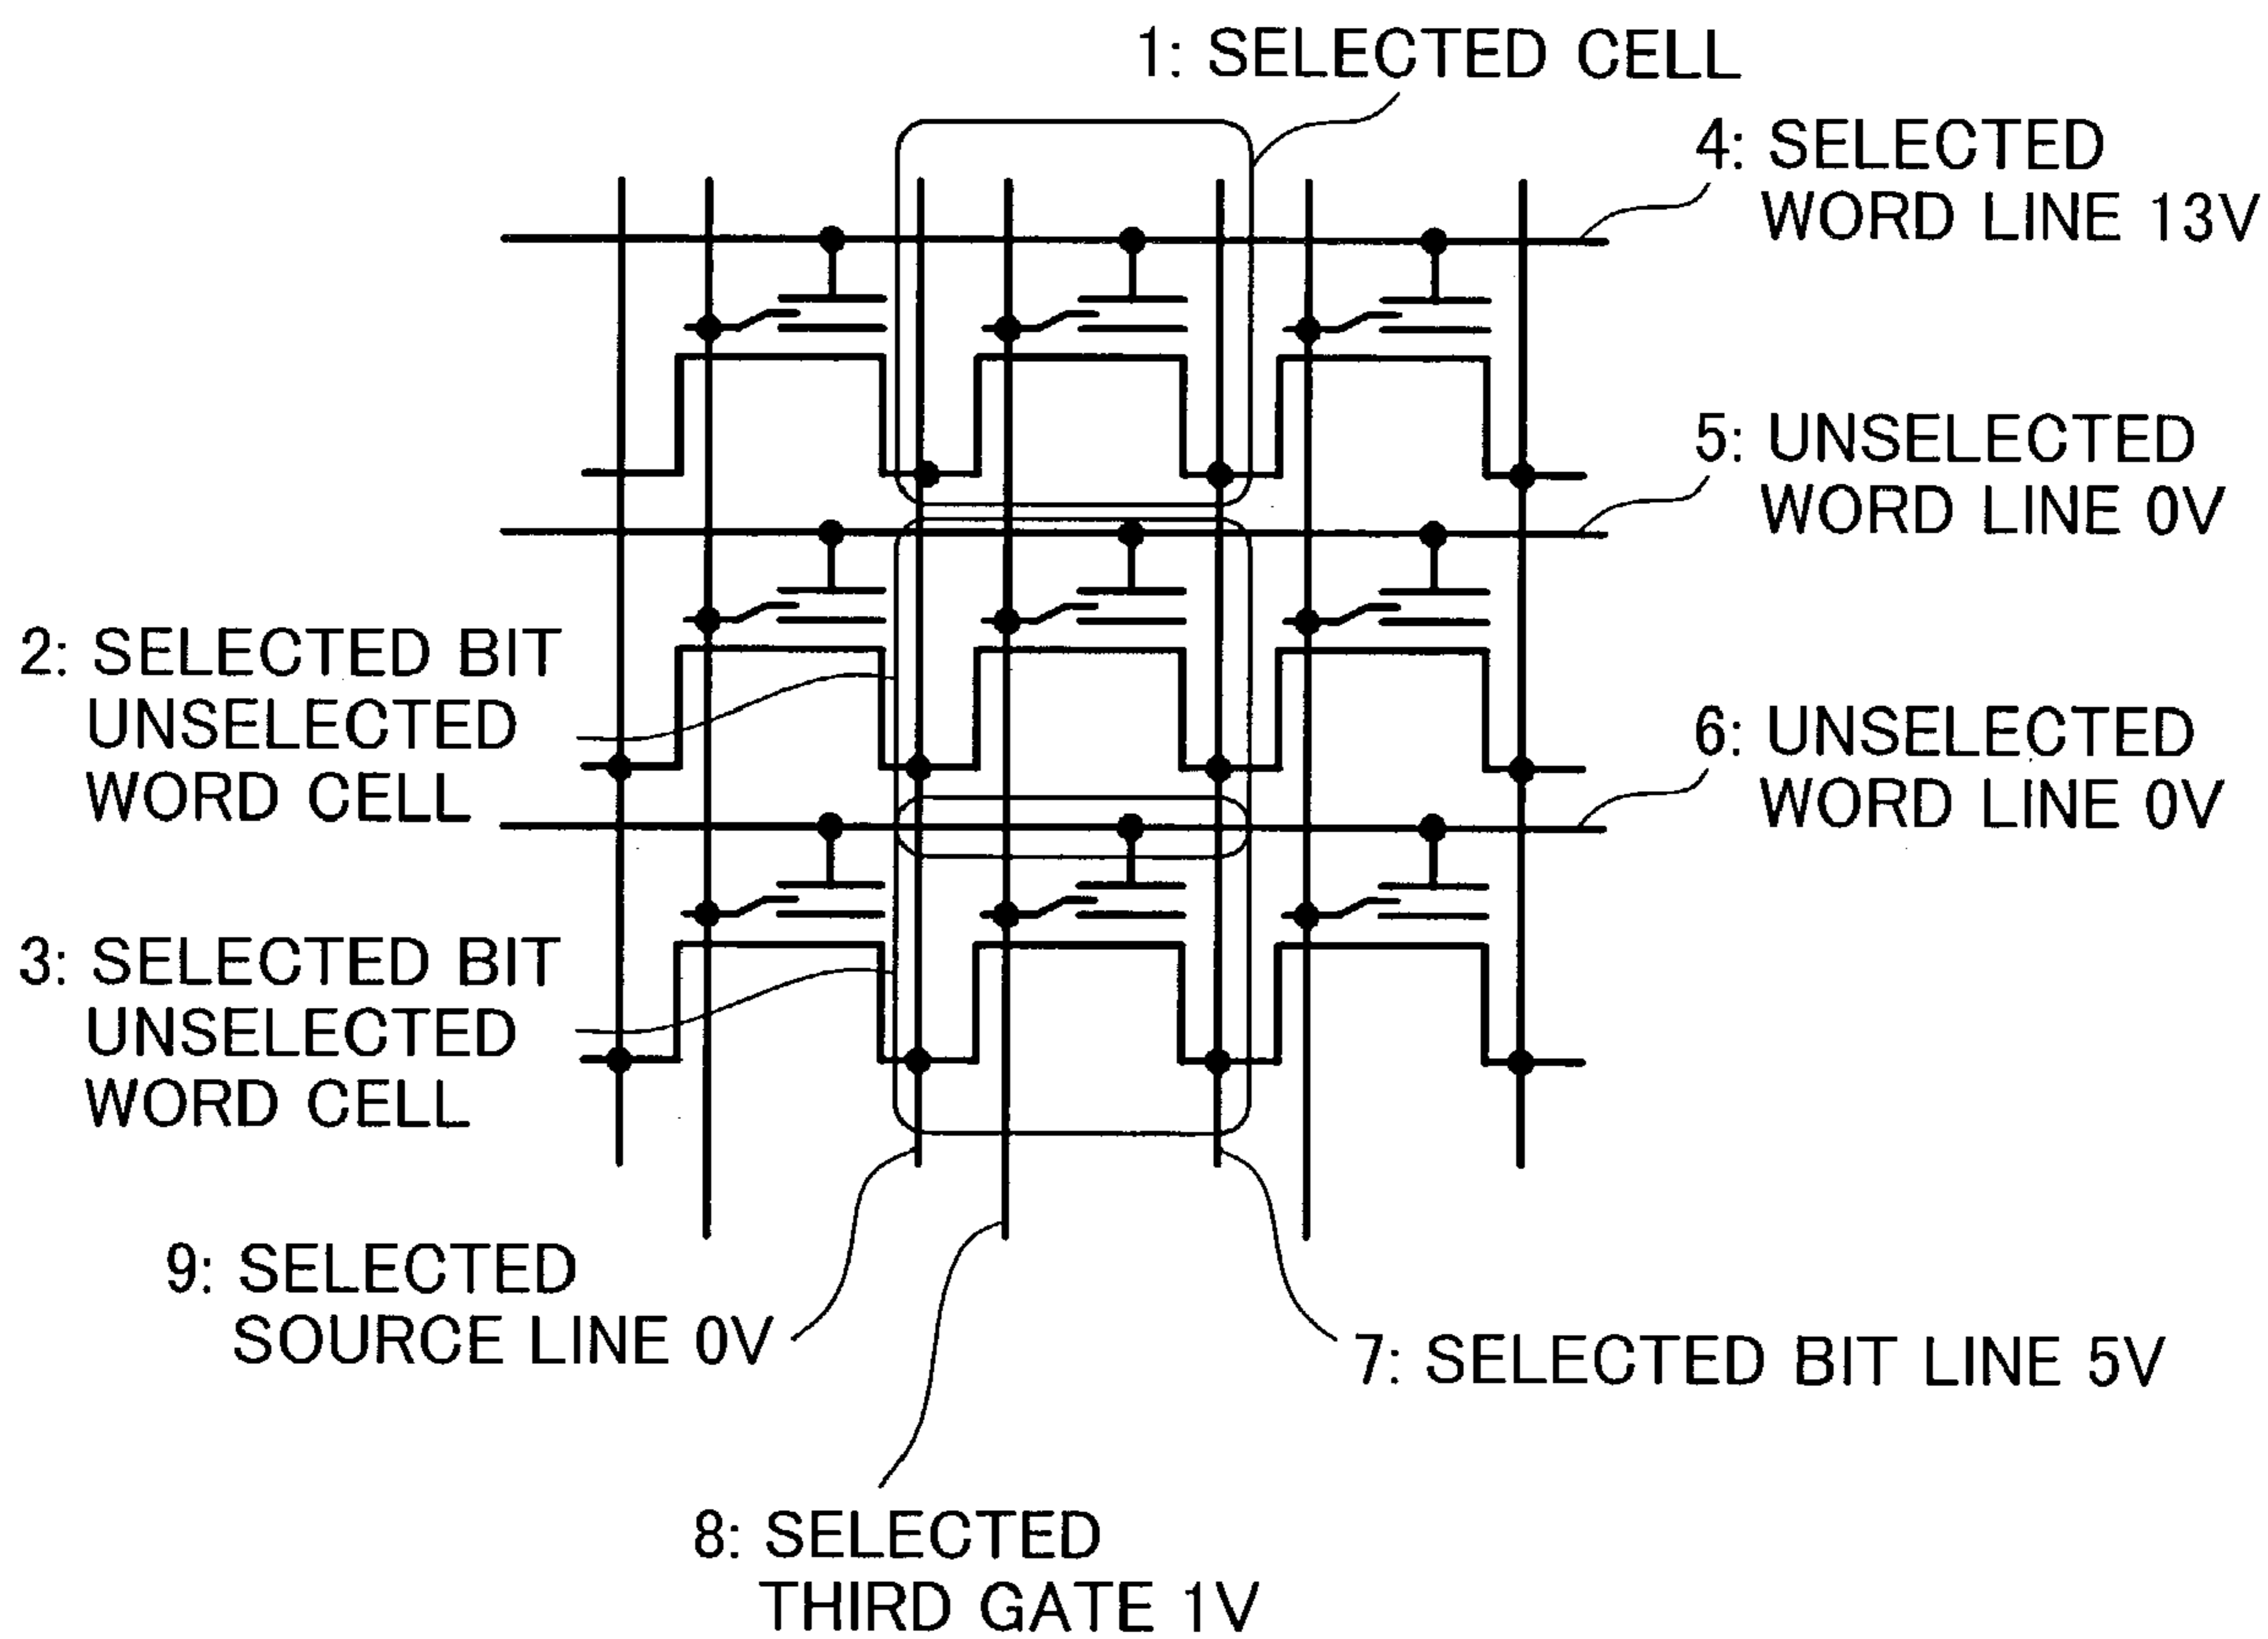 1: SELECTED CELL
4: SELECTED
WORD LINE 13V
5: UNSELECTED
WORD LINE 0V
2: SELECTED BIT
UNSELECTED
WORD CELL
6: UNSELECTED
WORD LINE 0V
3: SELECTED BIT
UNSELECTED
WORD CELL
9: SELECTED
SOURCE LINE 0V
7: SELECTED BIT LINE 5V
8: SELECTED
THIRD GATE 1V